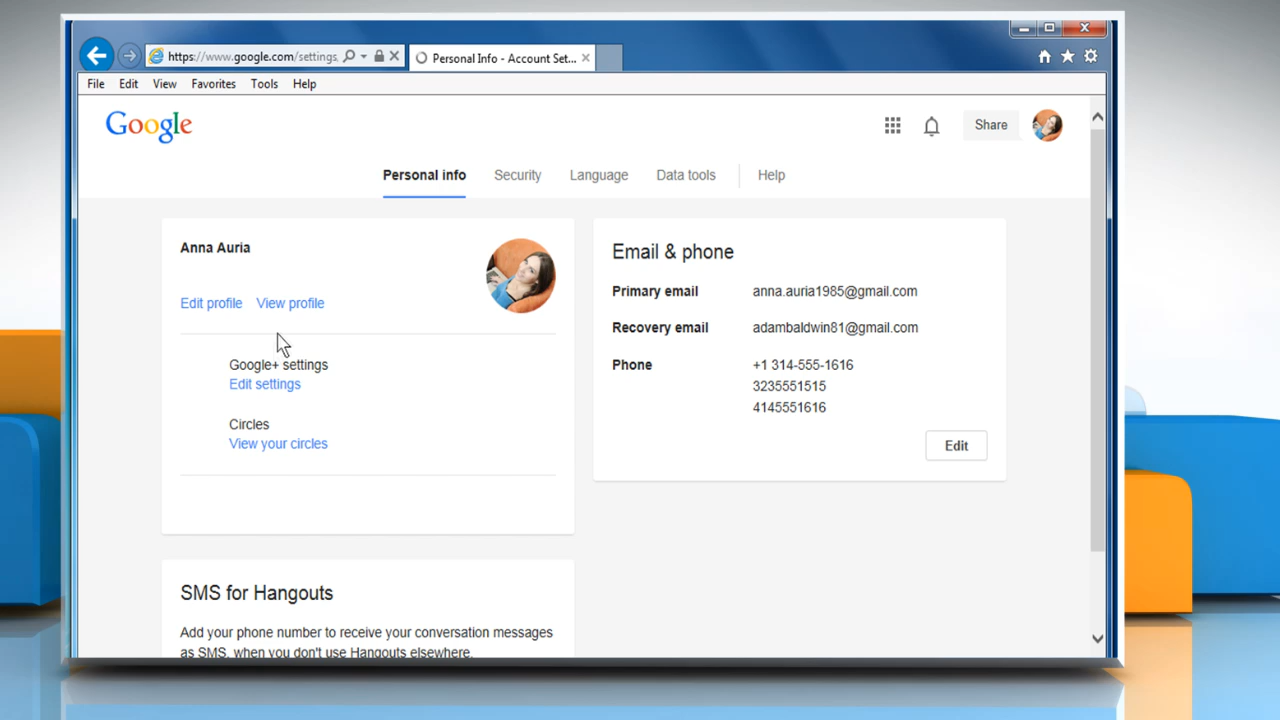 https://www.google.com/settings
Personal Info - Account Set...
File Edit View Favorites Tools Help
Google
Share
Personal info Security Language Data tools Help
Anna Auria
Edit profile View profile
Google+ settings
Edit settings
Circles
View your circles
Email & phone
Primary email anna.auria1985@gmail.com
Recovery email adambaldwin81@gmail.com
Phone +1 314-555-1616
3235551515
4145551616
Edit
SMS for Hangouts
Add your phone number to receive your conversation messages
as SMS, when you don't use Hangouts elsewhere.